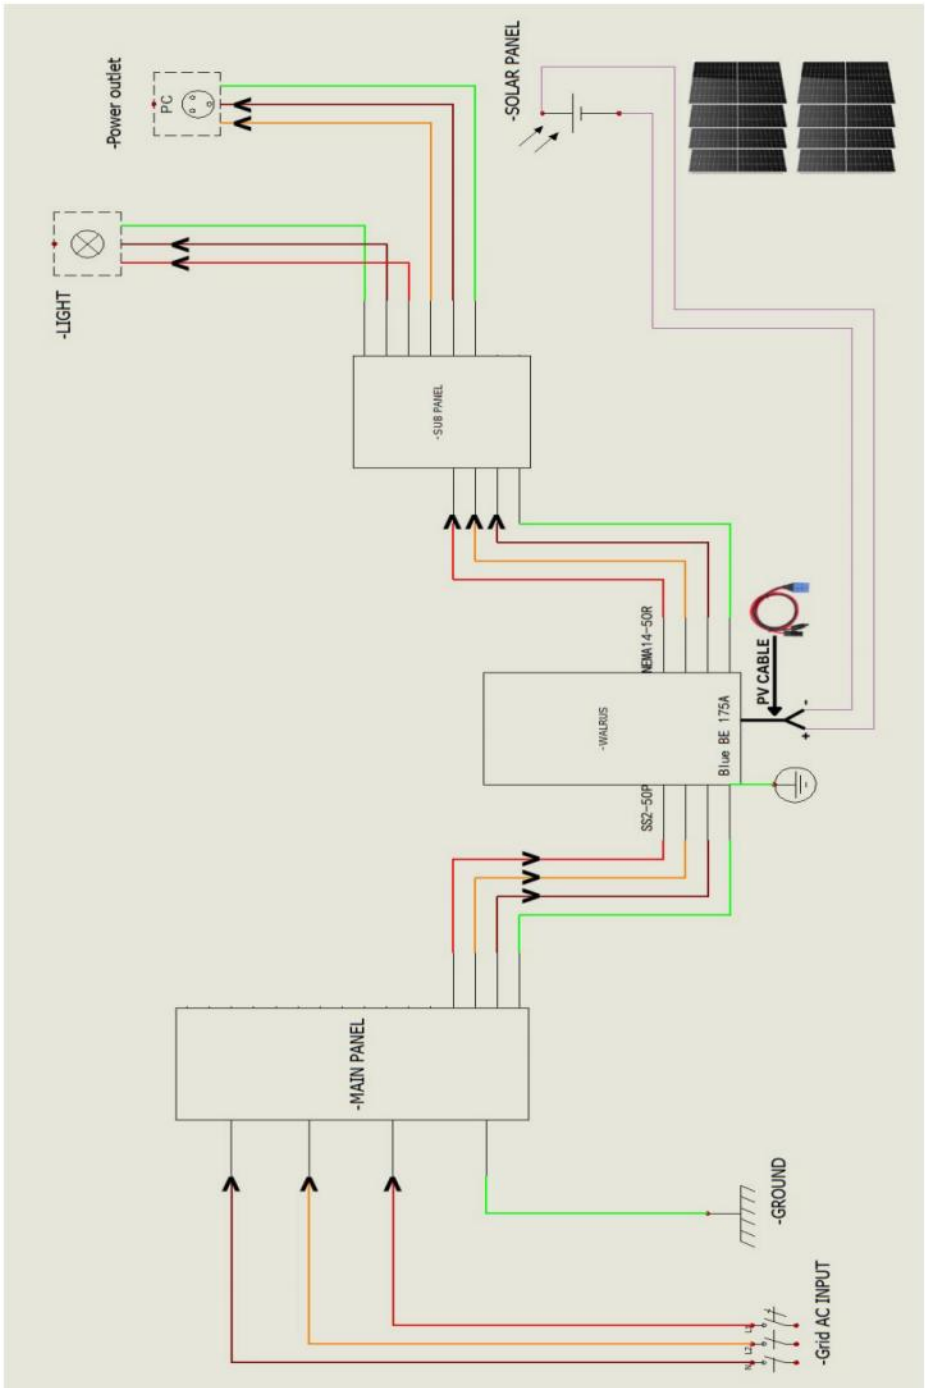 -Power outlet
PC
-LIGHT
-SOLAR PANEL
-SUB PANEL
NEMA14-50R
-WALRUS
SS2-50P
Blue BE 175A
PV CABLE
+
-
-MAIN PANEL
-GROUND
-Grid AC INPUT
N
L2
L1